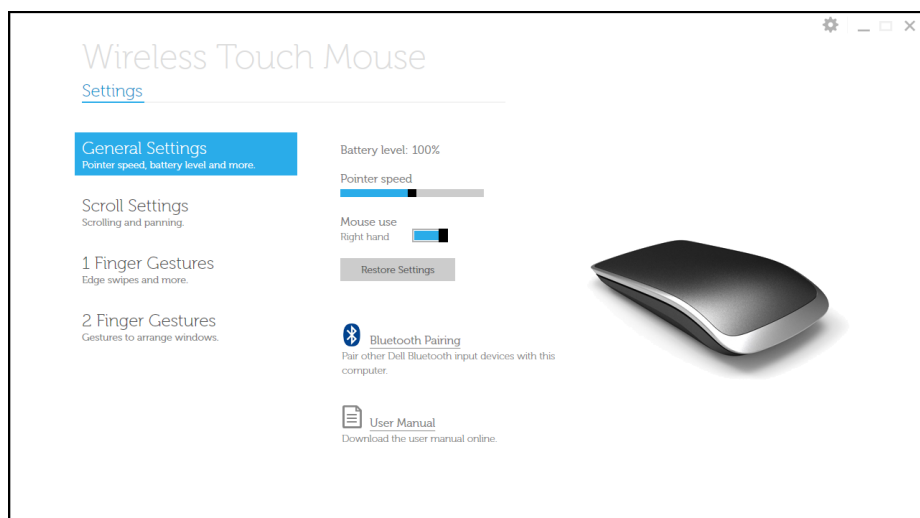 Wireless Touch Mouse
Settings
General Settings
Pointer speed, battery level and more.
Scroll Settings
Scrolling and panning.
1 Finger Gestures
Edge swipes and more.
2 Finger Gestures
Gestures to arrange windows.
Battery level: 100%
Pointer speed
Mouse use
Right hand
Restore Settings
Bluetooth Pairing
Pair other Dell Bluetooth input devices with this
computer.
User Manual
Download the user manual online.